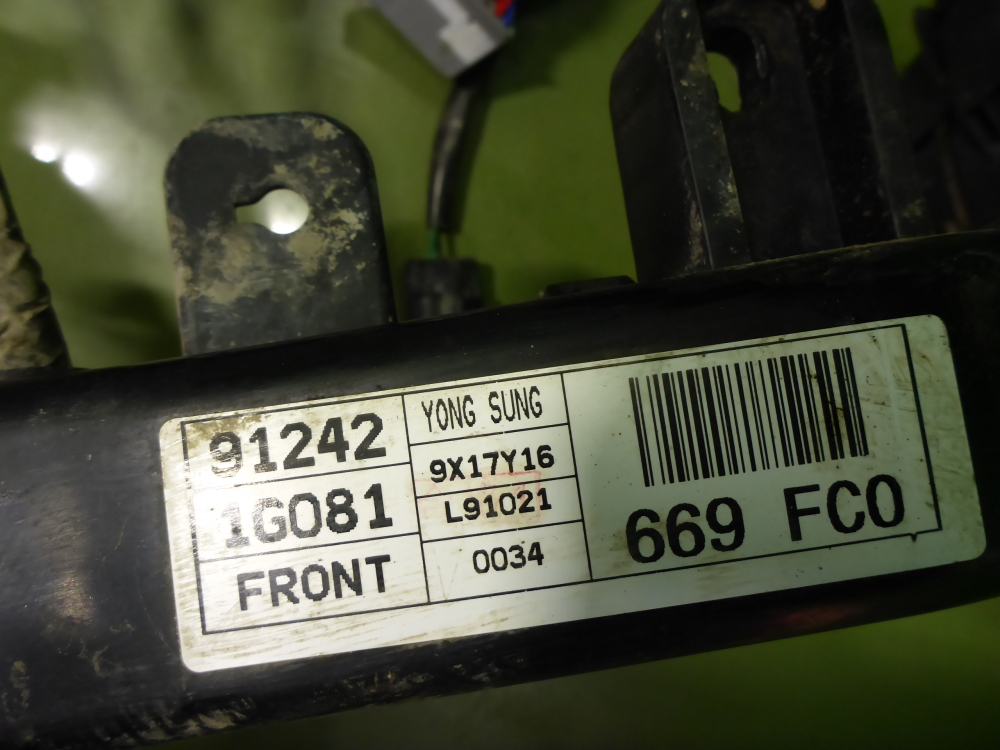 91242
1G081
FRONT
YONG SUNG
9X17Y16
L91021
0034
669 FC0